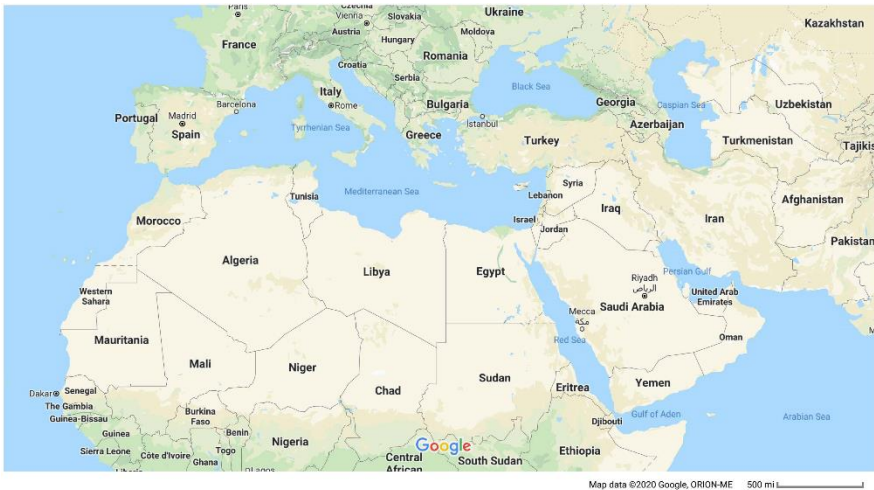 Paris
Czechia
Vienna
Slovakia
Ukraine
Kazakhstan
France
Austria
Hungary
Moldova
Romania
Croatia
Serbia
Italy
Rome
Bulgaria
Black Sea
Georgia
Caspian Sea
Uzbekistan
Portugal
Madrid
Spain
Barcelona
Tyrrhenian Sea
Greece
Istanbul
Turkey
Azerbaijan
Turkmenistan
Tajikis
Tunisia
Mediterranean Sea
Syria
Lebanon
Israel
Jordan
Iraq
Iran
Afghanistan
Pakistan
Morocco
Algeria
Libya
Egypt
Riyadh
الرياض
Persian Gulf
Saudi Arabia
United Arab
Emirates
Western
Sahara
Mecca
مكة
Red Sea
Oman
Mauritania
Mali
Niger
Chad
Sudan
Eritrea
Yemen
Dakar
Senegal
The Gambia
Guinea-Bissau
Burkina
Faso
Djibouti
Gulf of Aden
Arabian Sea
Guinea
Sierra Leone
Côte d'Ivoire
Benin
Togo
Ghana
Nigeria
Google
Central
African
South Sudan
Ethiopia
Map data ©2020 Google, ORION-ME 500 mi